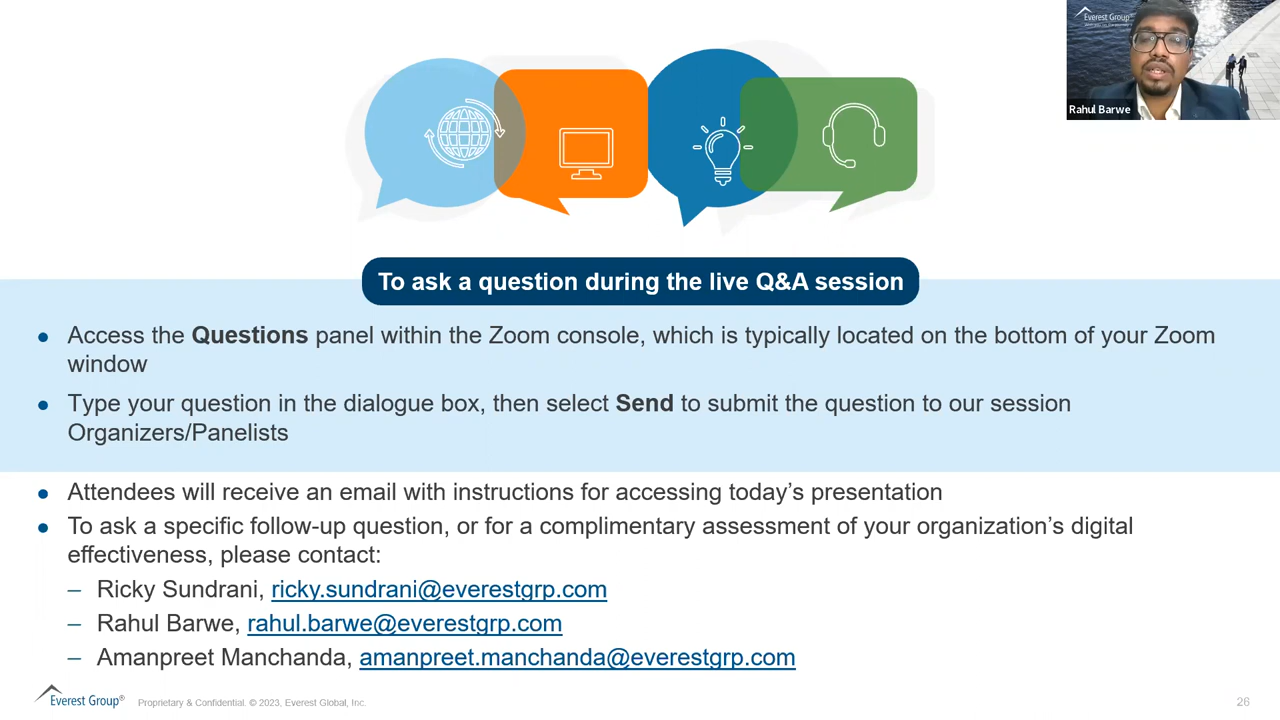 Everest Group®
Rahul Barwe
To ask a question during the live Q&A session
● Access the Questions panel within the Zoom console, which is typically located on the bottom of your Zoom
window
● Type your question in the dialogue box, then select Send to submit the question to our session
Organizers/Panelists
● Attendees will receive an email with instructions for accessing today’s presentation
● To ask a specific follow-up question, or for a complimentary assessment of your organization’s digital
effectiveness, please contact:
– Ricky Sundrani, ricky.sundrani@everestgrp.com
– Rahul Barwe, rahul.barwe@everestgrp.com
– Amanpreet Manchanda, amanpreet.manchanda@everestgrp.com
Everest Group® Proprietary & Confidential. © 2023, Everest Global, Inc. 26